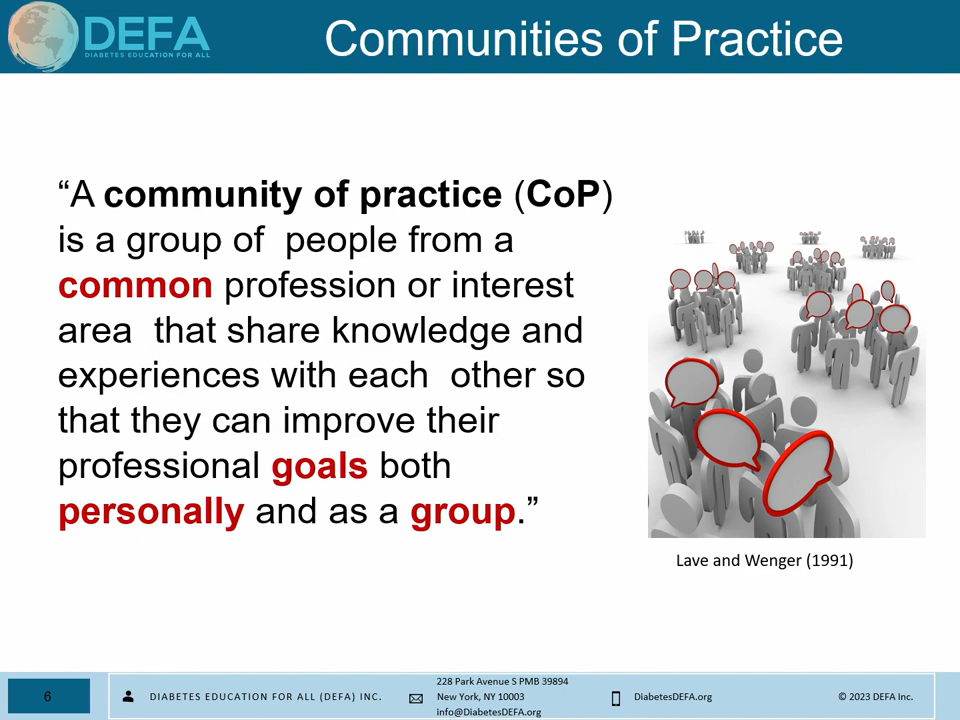 DEFA
DIABETES EDUCATION FOR ALL
Communities of Practice
“A community of practice (CoP)
is a group of people from a
common profession or interest
area that share knowledge and
experiences with each other so
that they can improve their
professional goals both
personally and as a group.”
Lave and Wenger (1991)
6
DIABETES EDUCATION FOR ALL (DEFA) INC.
228 Park Avenue S PMB 39894
New York, NY 10003
info@DiabetesDEFA.org
DiabetesDEFA.org
© 2023 DEFA Inc.